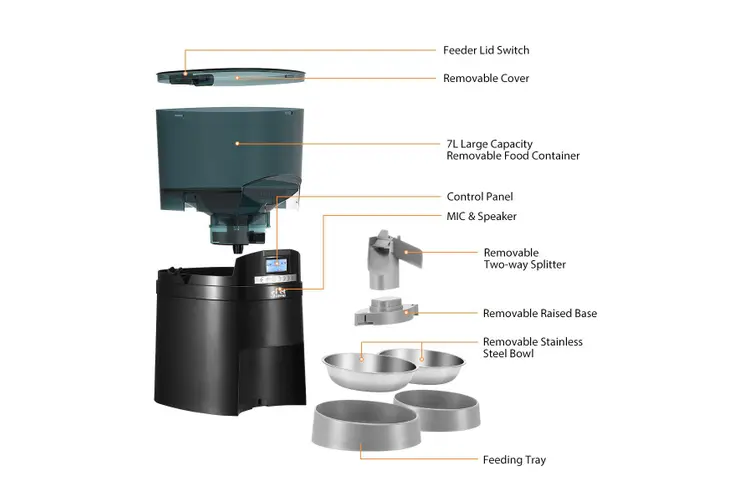 Feeder Lid Switch
Removable Cover
7L Large Capacity
Removable Food Container
Control Panel
MIC & Speaker
Removable
Two-way Splitter
Removable Raised Base
Removable Stainless
Steel Bowl
Feeding Tray